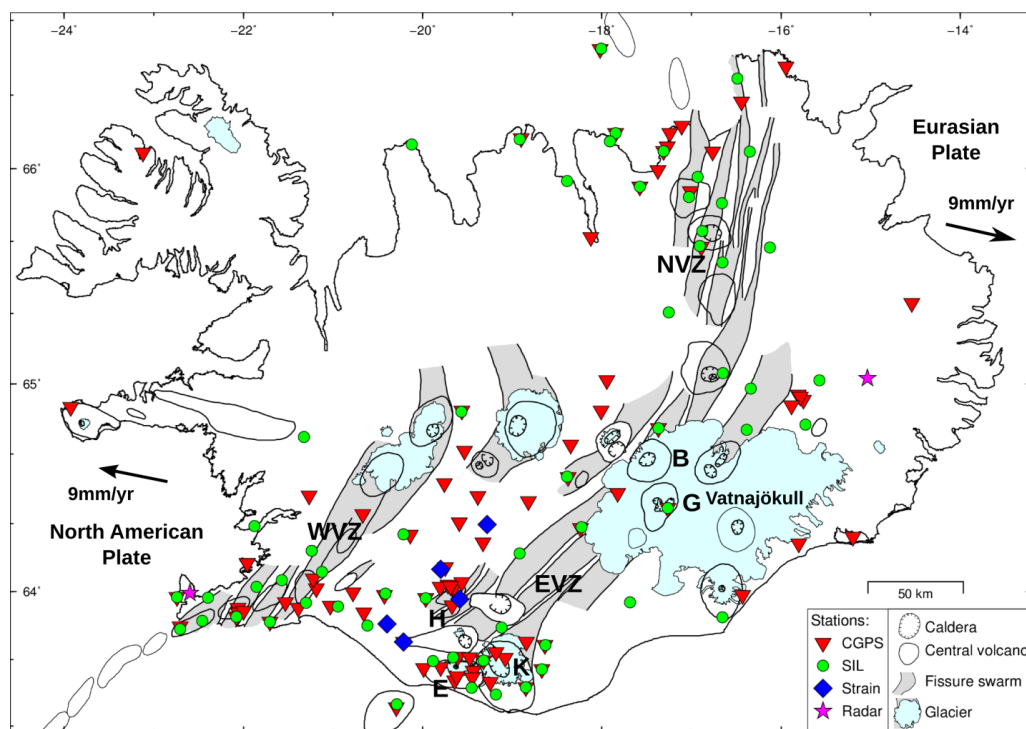 −24˚ −22˚ −20˚ −18˚ −16˚ −14˚
66˚
65˚
64˚
Eurasian
Plate
9mm/yr
NVZ
9mm/yr
North American
Plate
WVZ
B
G Vatnajökull
EVZ
H
K
E
50 km
Stations:
CGPS
SIL
Strain
Radar
Caldera
Central volcano
Fissure swarm
Glacier